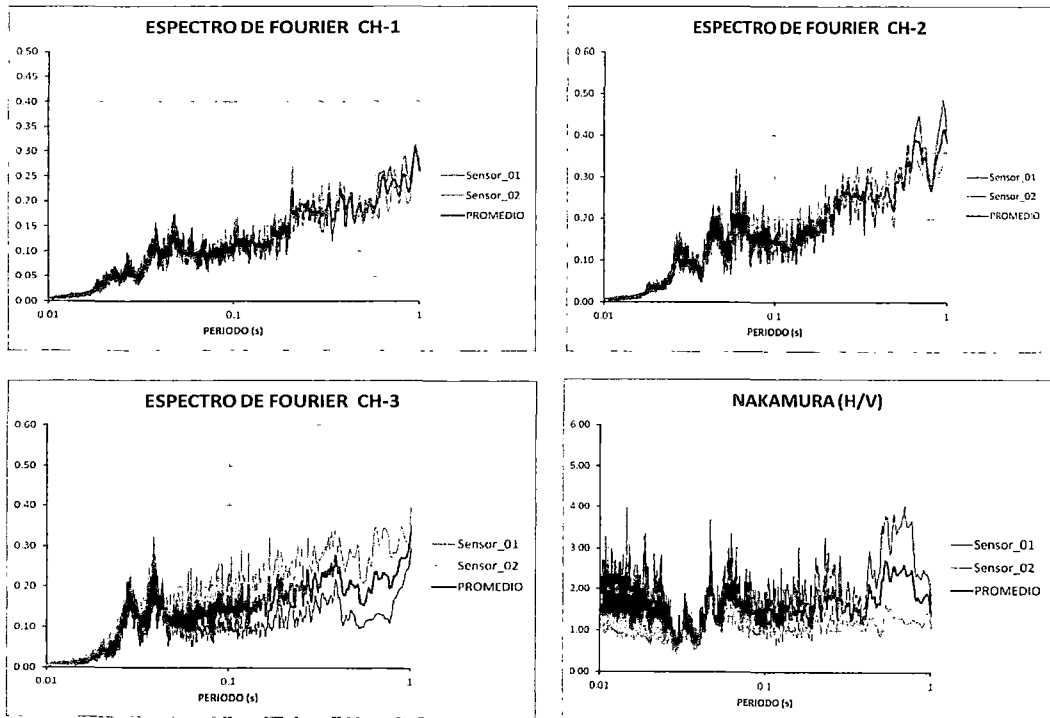 ESPECTRO DE FOURIER CH-1
0.50
0.45
0.40
0.35
0.30
0.25
0.20
0.15
0.10
0.05
0.00
0.01
0.1
1
PERIODO (s)
Sensor_01
Sensor_02
PROMEDIO
ESPECTRO DE FOURIER CH-2
0.60
0.50
0.40
0.30
0.20
0.10
0.00
0.01
0.1
1
PERIODO (s)
Sensor_01
Sensor_02
PROMEDIO
ESPECTRO DE FOURIER CH-3
0.60
0.50
0.40
0.30
0.20
0.10
0.00
0.01
0.1
1
PERIODO (s)
Sensor_01
Sensor_02
PROMEDIO
NAKAMURA (H/V)
6.00
5.00
4.00
3.00
2.00
1.00
0.00
0.01
0.1
1
PERIODO (s)
Sensor_01
Sensor_02
PROMEDIO